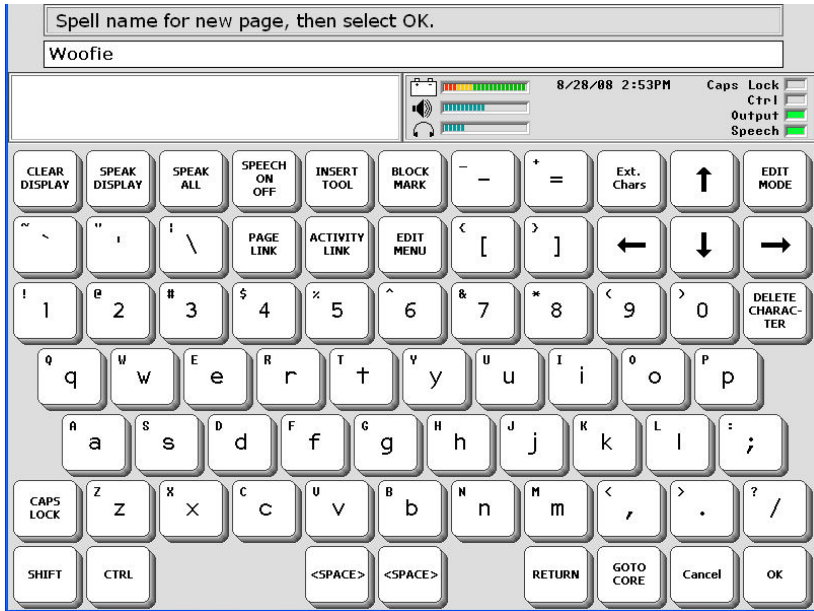 Spell name for new page, then select OK.
Woofie
8/28/08 2:53PM
Caps Lock
Ctrl
Output
Speech
CLEAR DISPLAY
SPEAK DISPLAY
SPEAK ALL
SPEECH ON OFF
INSERT TOOL
BLOCK MARK
_ –
+ =
Ext. Chars
↑
EDIT MODE
~ `
" '
¦ \
PAGE LINK
ACTIVITY LINK
EDIT MENU
{ [
} ]
←
↓
→
! 1
@ 2
# 3
$ 4
% 5
^ 6
& 7
* 8
( 9
) 0
DELETE CHARAC-TER
Q q
W w
E e
R r
T t
Y y
U u
I i
O o
P p
A a
S s
D d
F f
G g
H h
J j
K k
L l
: ;
CAPS LOCK
Z z
X x
C c
V v
B b
N n
M m
< ,
> .
? /
SHIFT
CTRL
<SPACE>
<SPACE>
RETURN
GOTO CORE
Cancel
OK